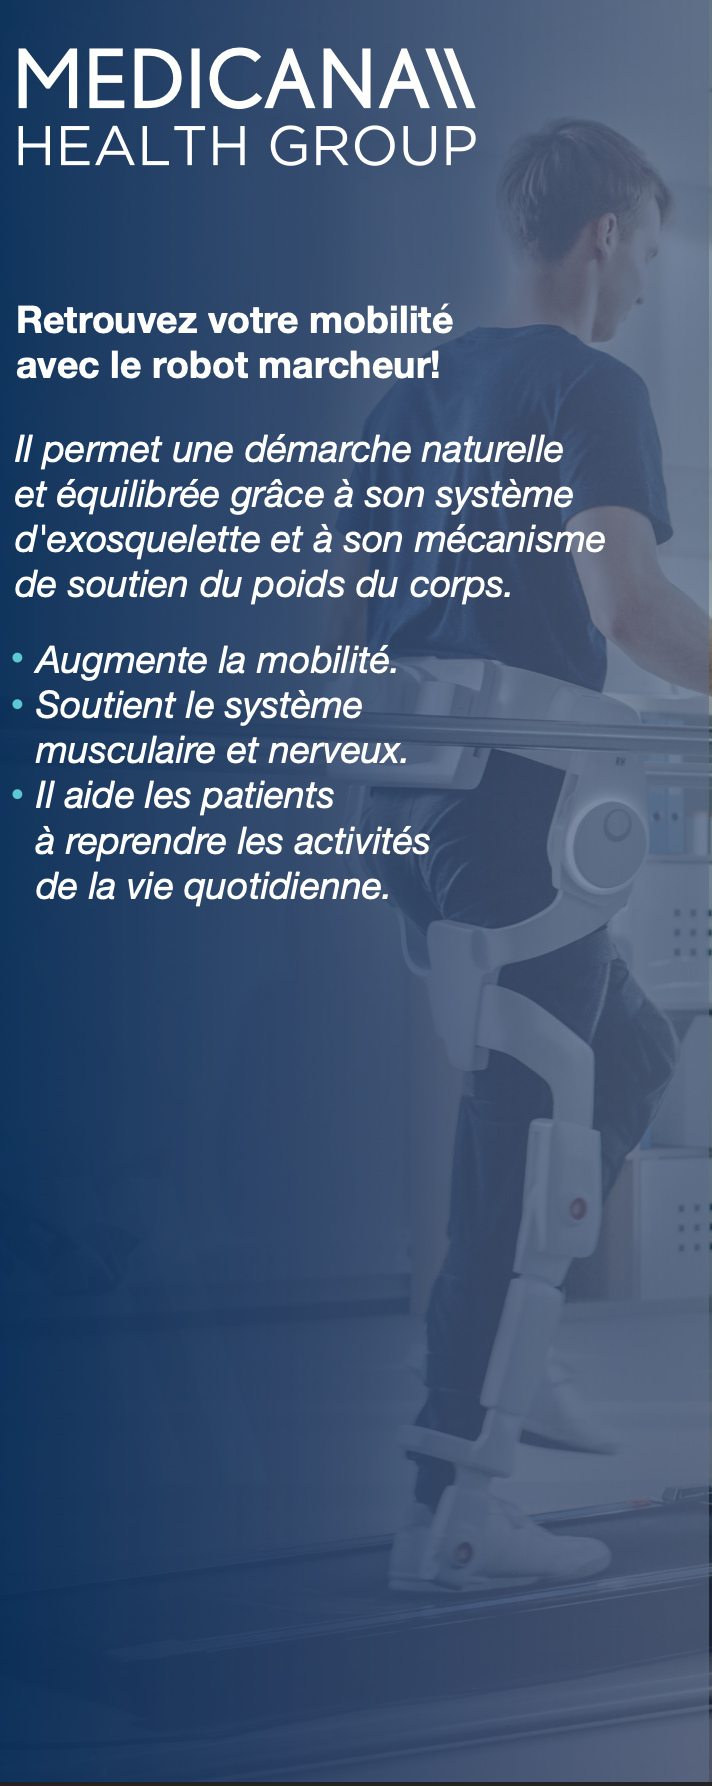 MEDICANA
HEALTH GROUP
Retrouvez votre mobilité
avec le robot marcheur!
Il permet une démarche naturelle
et équilibrée grâce à son système
d'exosquelette et à son mécanisme
de soutien du poids du corps.
• Augmente la mobilité.
• Soutient le système
musculaire et nerveux.
• Il aide les patients
à reprendre les activités
de la vie quotidienne.